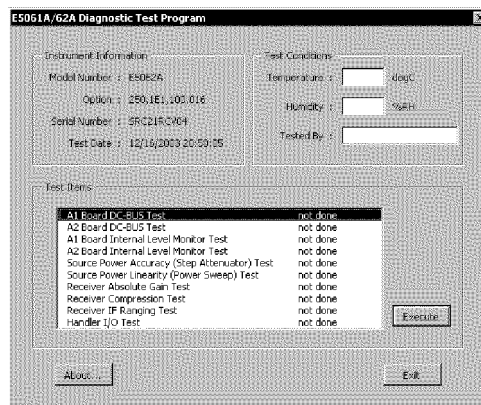 E5061A/62A Diagnostic Test Program
Instrument Information
Model Number : E5062A
Option : 250,1E1,100,016
Serial Number : SRC21RCV04
Test Date : 12/16/2003 20:50:05
Test Conditions
Temperature : degC
Humidity : %RH
Tested By :
Test Items
A1 Board DC-BUS Test not done
A2 Board DC-BUS Test not done
A1 Board Internal Level Monitor Test not done
A2 Board Internal Level Monitor Test not done
Source Power Accuracy (Step Attenuator) Test not done
Source Power Linearity (Power Sweep) Test not done
Receiver Absolute Gain Test not done
Receiver Compression Test not done
Receiver IF Ranging Test not done
Handler I/O Test not done
Execute
About...
Exit